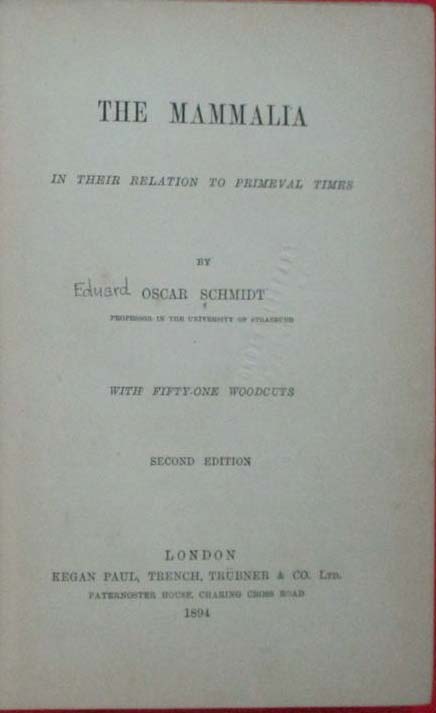 THE MAMMALIA
IN THEIR RELATION TO PRIMEVAL TIMES
BY
Eduard OSCAR SCHMIDT
PROFESSOR IN THE UNIVERSITY OF STRASBURG
WITH FIFTY-ONE WOODCUTS
SECOND EDITION
LONDON
KEGAN PAUL, TRENCH, TRÜBNER & CO. LTD.
PATERNOSTER HOUSE, CHARING CROSS ROAD
1894